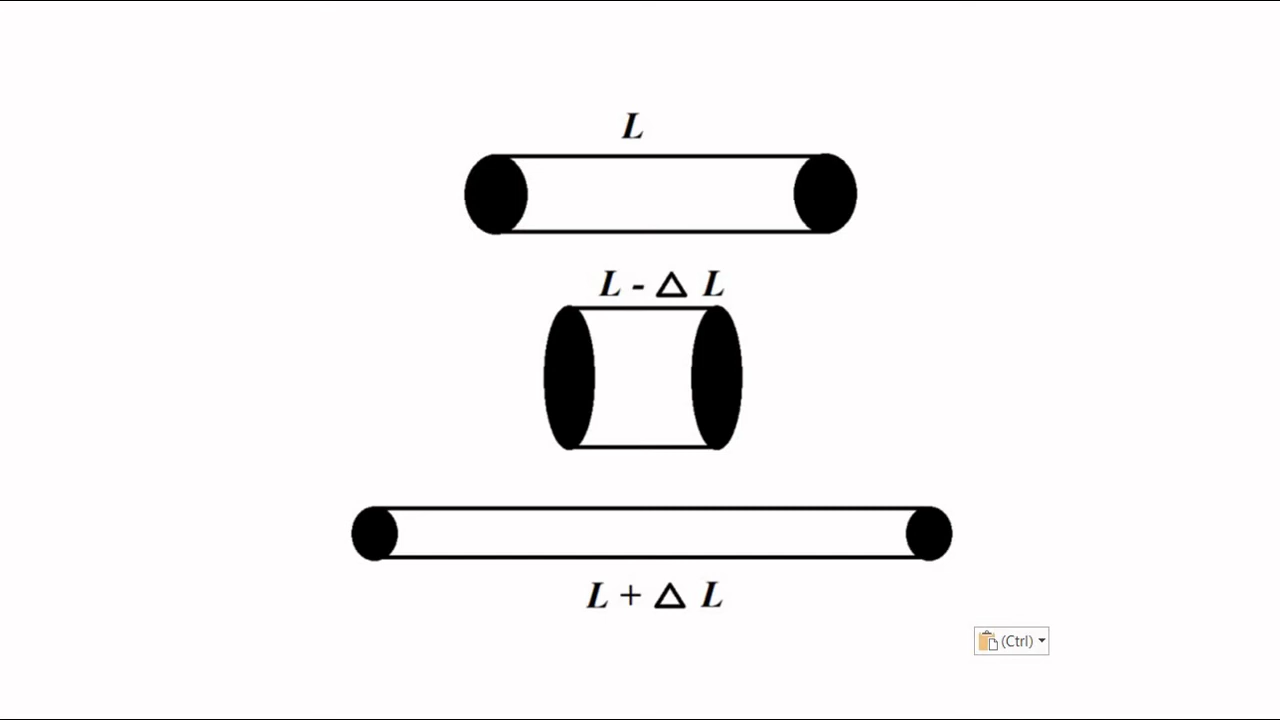 L
L - △ L
L + △ L
(Ctrl)